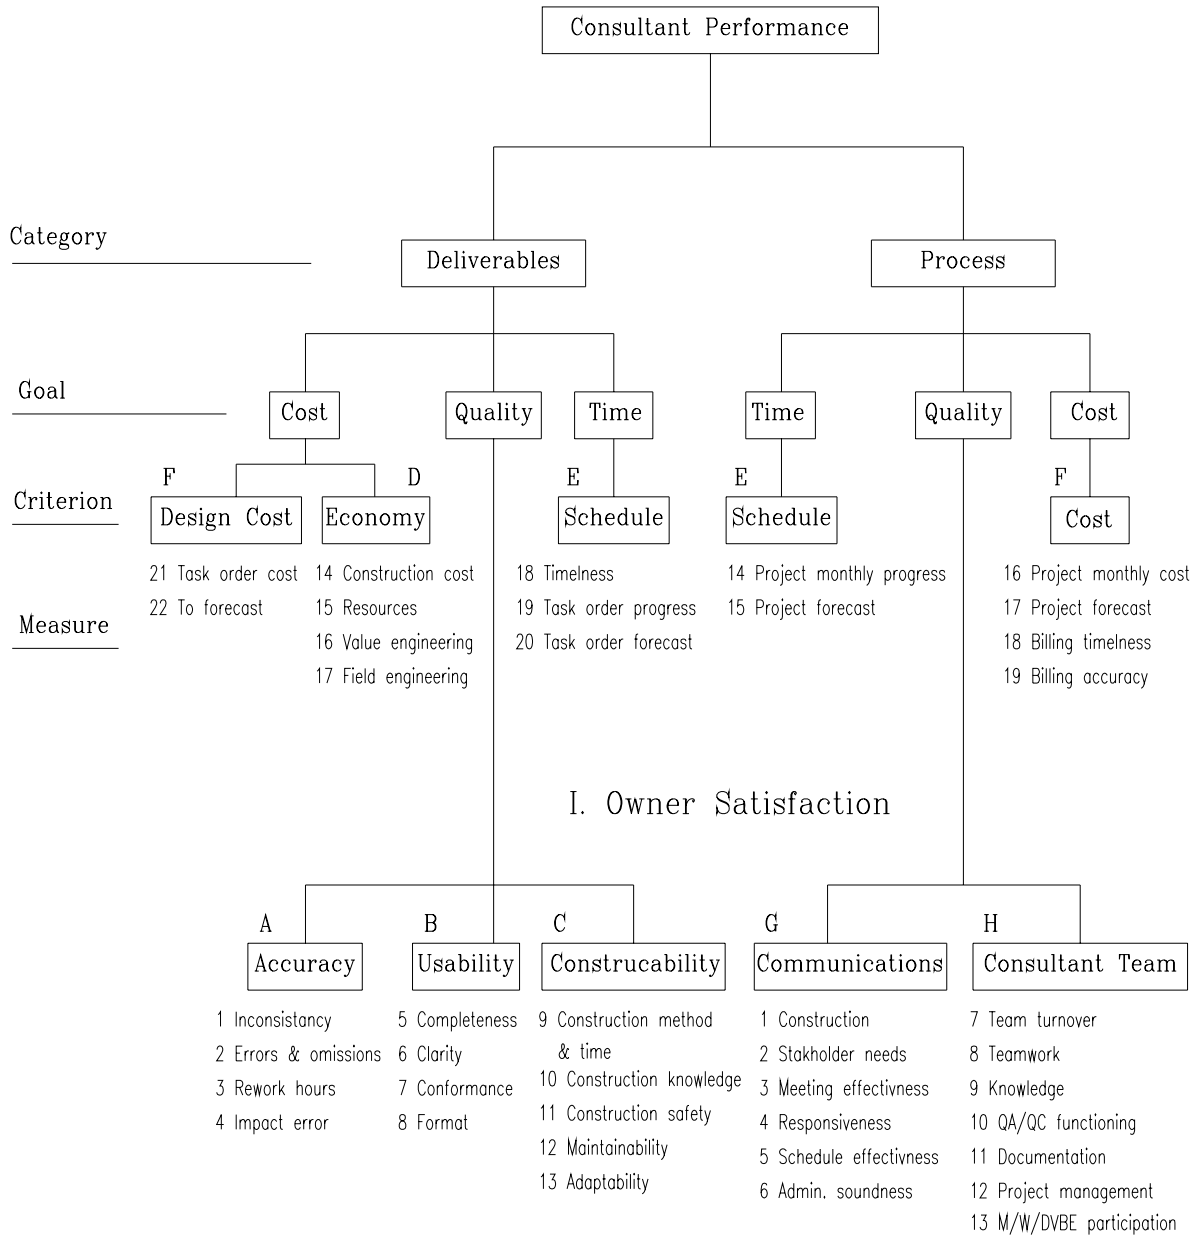 Consultant Performance
Category
Deliverables
Process
Goal
Cost
Quality
Time
Time
Quality
Cost
Criterion
F
D
E
E
F
Design Cost
Economy
Schedule
Schedule
Cost
Measure
21 Task order cost
22 To forecast
14 Construction cost
15 Resources
16 Value engineering
17 Field engineering
18 Timelness
19 Task order progress
20 Task order forecast
14 Project monthly progress
15 Project forecast
16 Project monthly cost
17 Project forecast
18 Billing timelness
19 Billing accuracy
I. Owner Satisfaction
A
Accuracy
1 Inconsistancy
2 Errors & omissions
3 Rework hours
4 Impact error
B
Usability
5 Completeness
6 Clarity
7 Conformance
8 Format
C
Construcability
9 Construction method
& time
10 Construction knowledge
11 Construction safety
12 Maintainability
13 Adaptability
G
Communications
1 Construction
2 Stakholder needs
3 Meeting effectivness
4 Responsiveness
5 Schedule effectivness
6 Admin. soundness
H
Consultant Team
7 Team turnover
8 Teamwork
9 Knowledge
10 QA/QC functioning
11 Documentation
12 Project management
13 M/W/DVBE participation